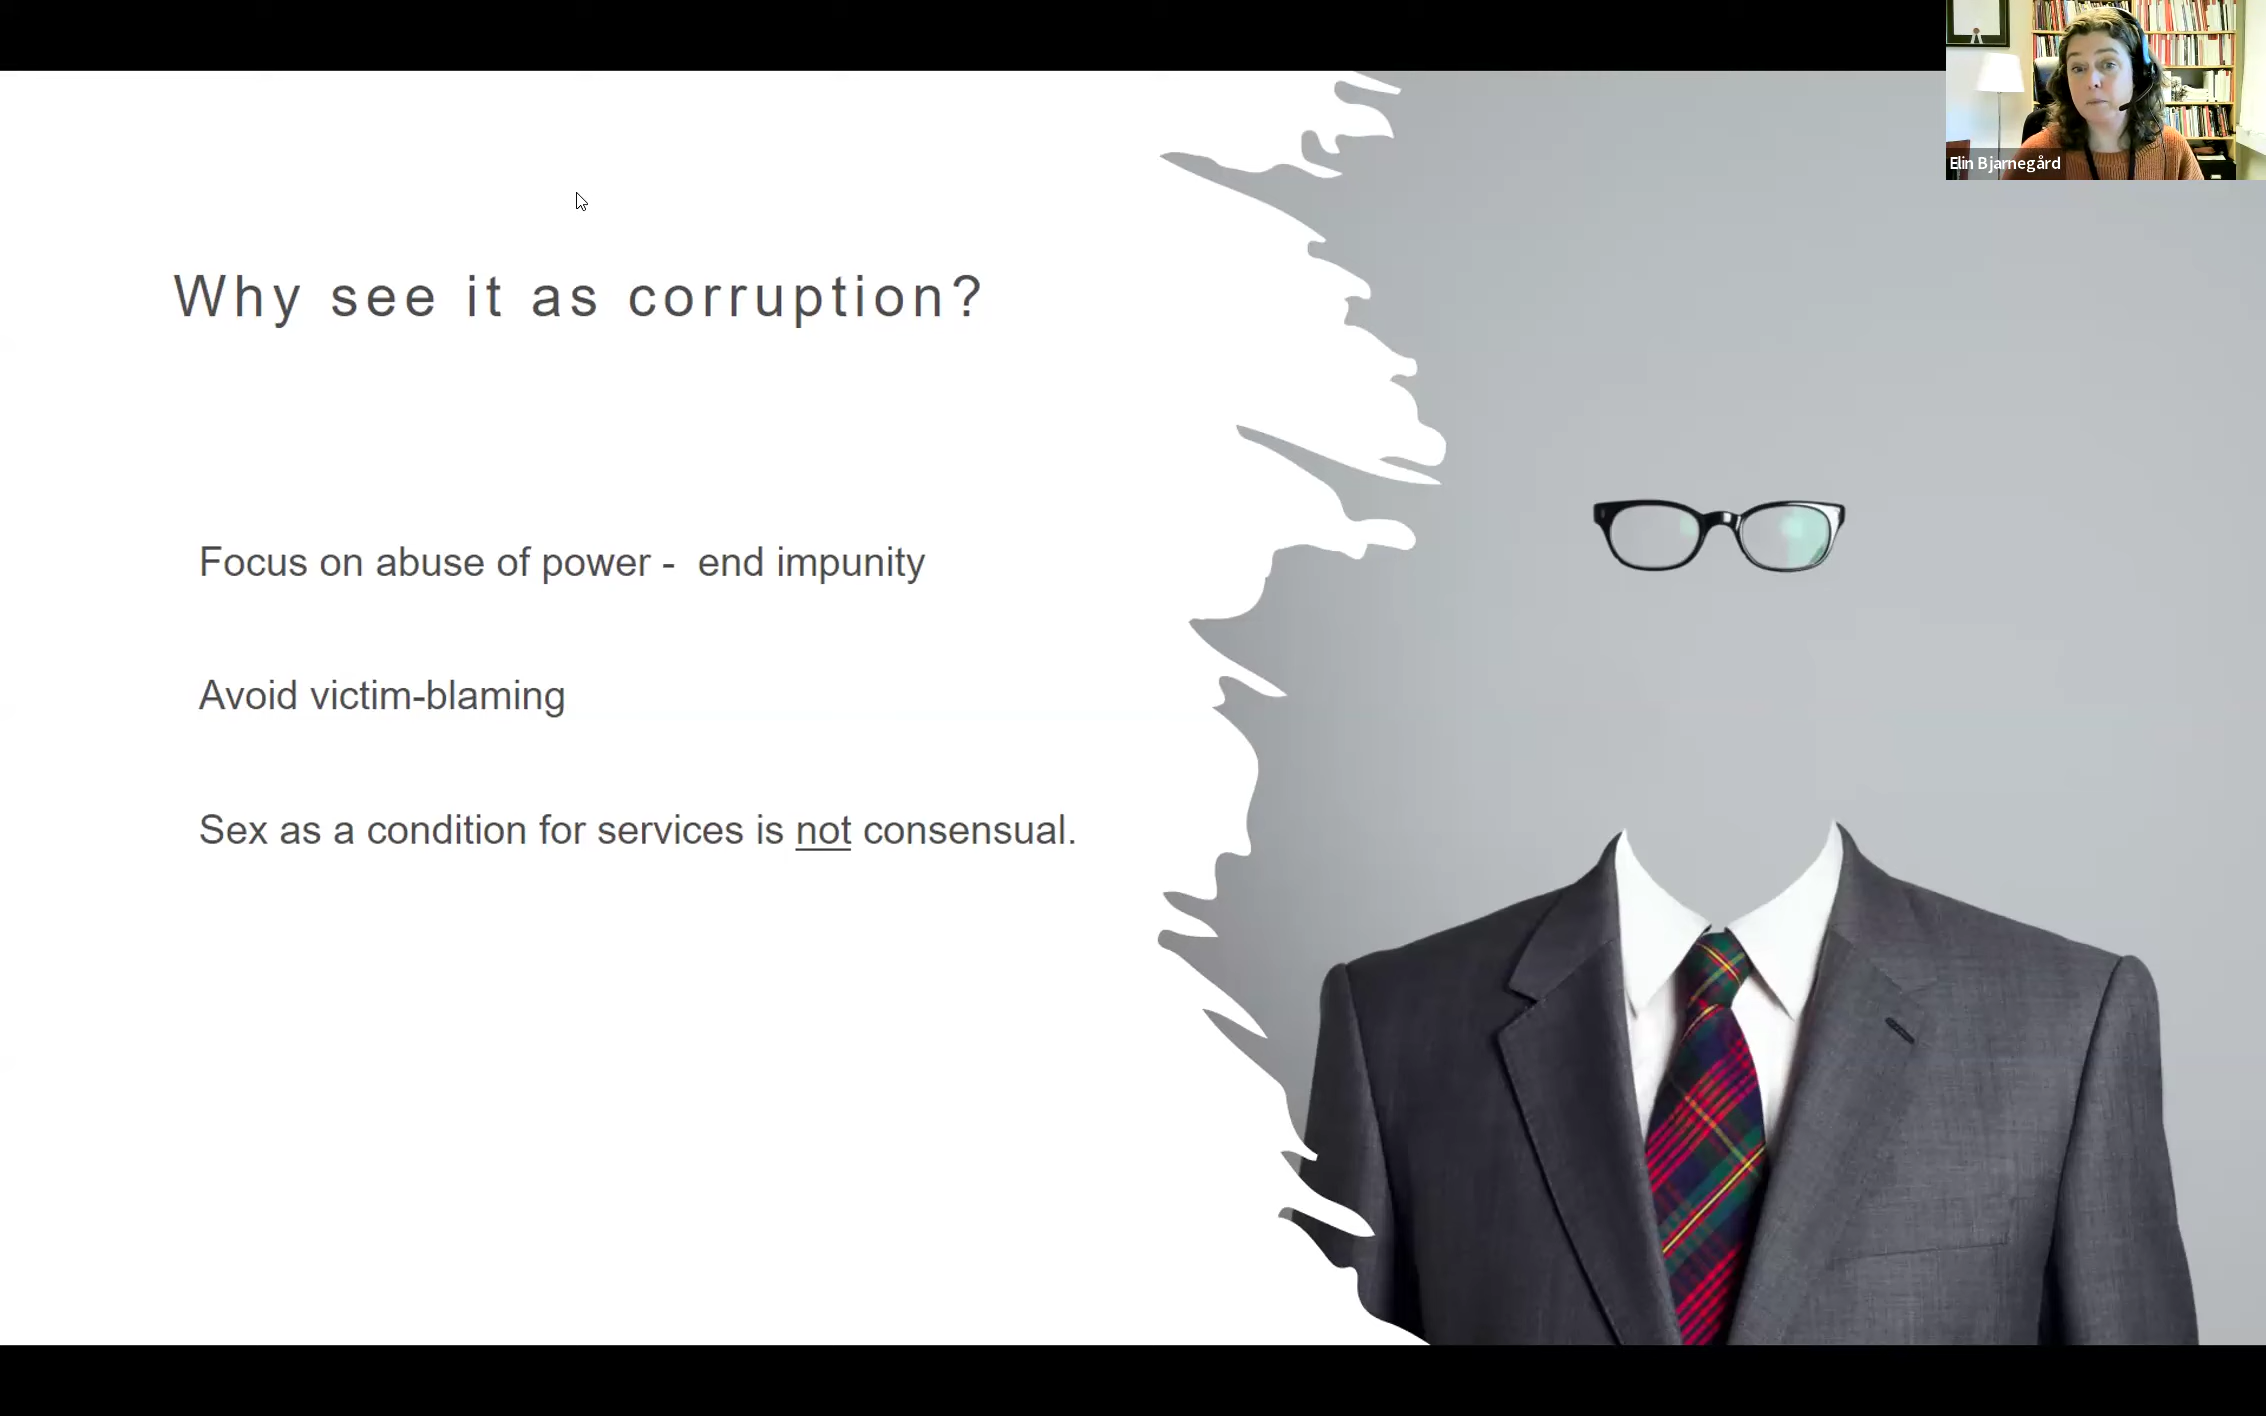 Elin Bjarnegård
Why see it as corruption?
Focus on abuse of power -  end impunity
Avoid victim-blaming
Sex as a condition for services is not consensual.